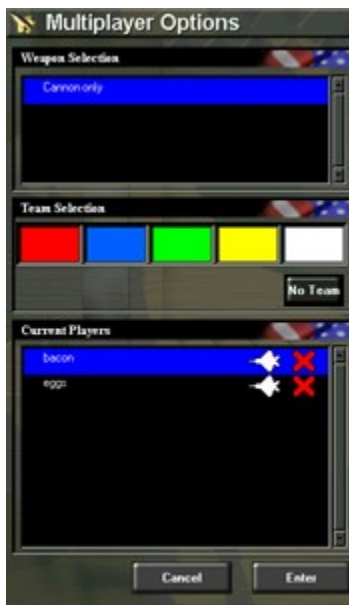 Multiplayer Options
Weapon Selection
Cannon only
Team Selection
No Team
Current Players
bacon
eggs
Cancel
Enter